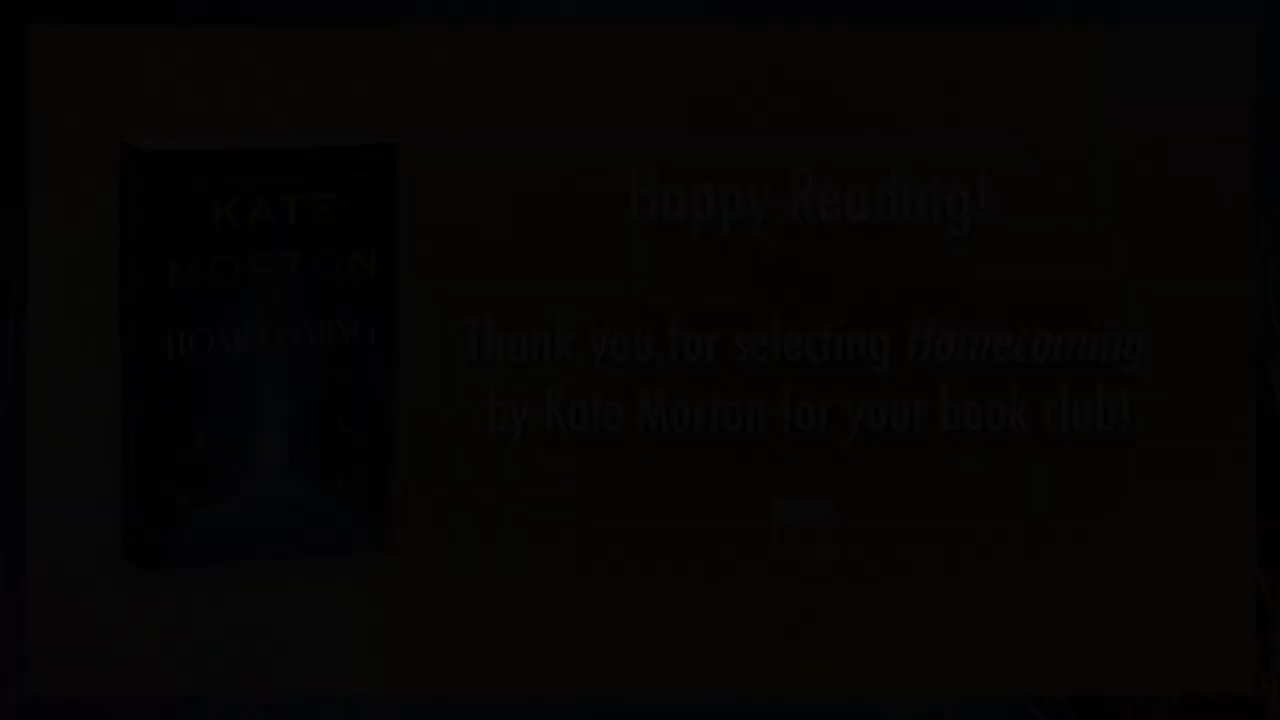 KATE
MORTON
HOMECOMING
Happy Reading!
Thank you for selecting Homecoming
by Kate Morton for your book club!